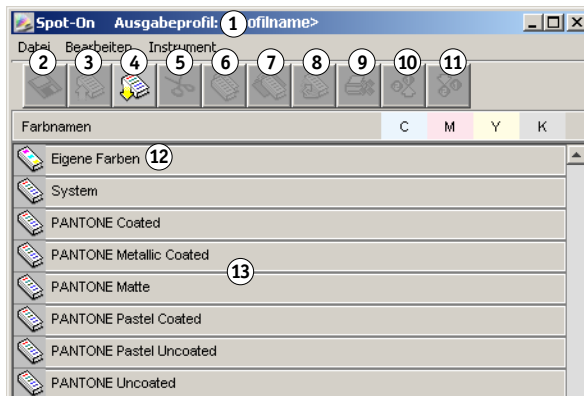 Spot-On Ausgabeprofil: 1 ofilname>
Datei Bearbeiten Instrument
2 3 4 5 6 7 8 9 10 11
Farbnamen C M Y K
Eigene Farben 12
System
PANTONE Coated
PANTONE Metallic Coated
13
PANTONE Matte
PANTONE Pastel Coated
PANTONE Pastel Uncoated
PANTONE Uncoated